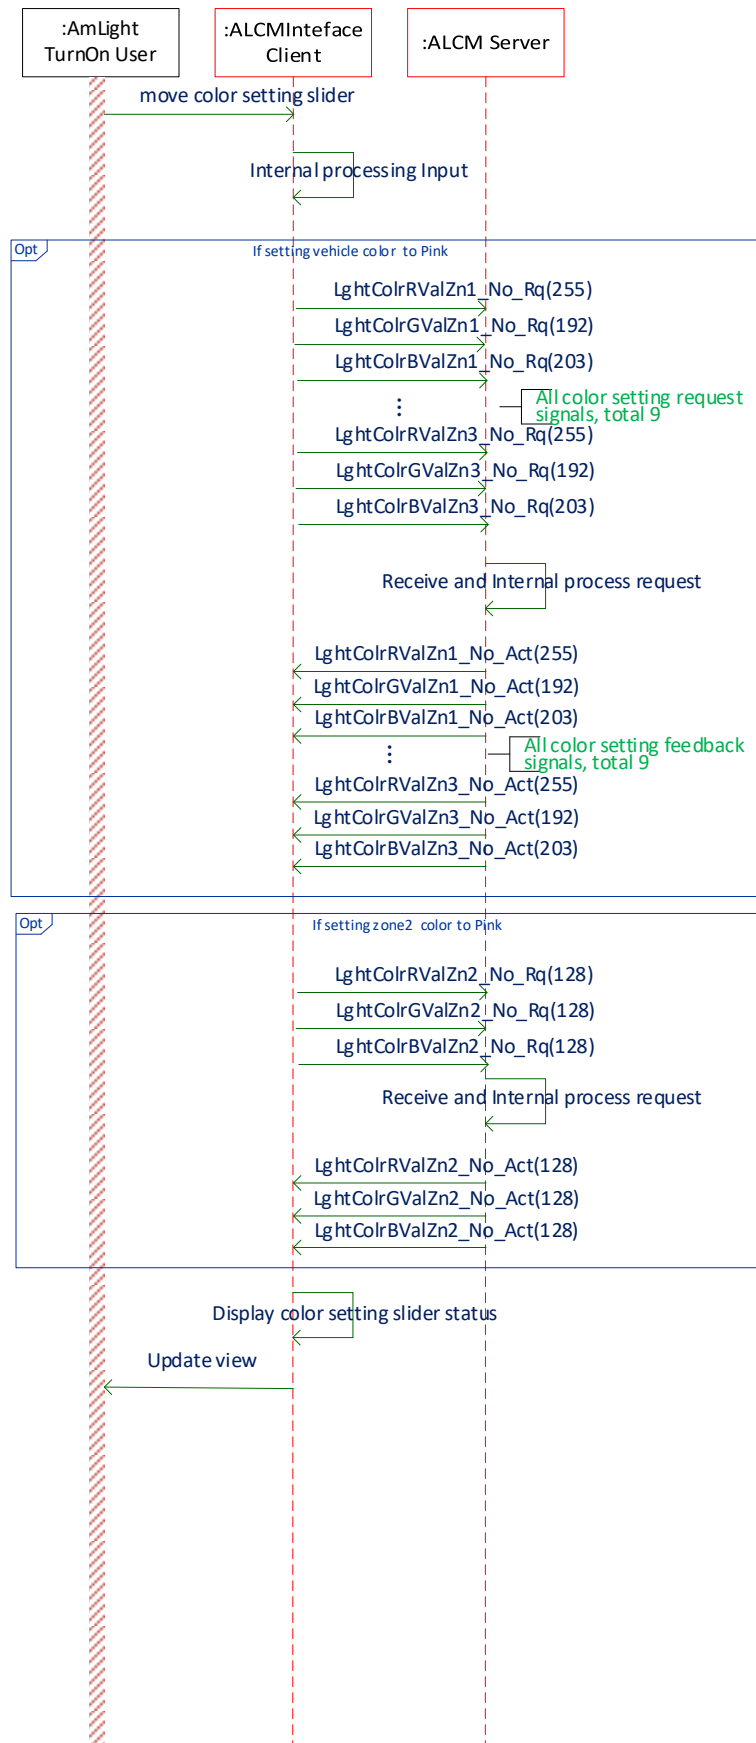 :AmLight
TurnOn User
:ALCMInteface
Client
:ALCM Server
move color setting slider
Internal processing Input
Opt
If setting vehicle color to Pink
LghtColrRValZn1_No_Rq(255)
LghtColrGValZn1_No_Rq(192)
LghtColrBValZn1_No_Rq(203)
All color setting request
signals, total 9
LghtColrRValZn3_No_Rq(255)
LghtColrGValZn3_No_Rq(192)
LghtColrBValZn3_No_Rq(203)
Receive and Internal process request
LghtColrRValZn1_No_Act(255)
LghtColrGValZn1_No_Act(192)
LghtColrBValZn1_No_Act(203)
All color setting feedback
signals, total 9
LghtColrRValZn3_No_Act(255)
LghtColrGValZn3_No_Act(192)
LghtColrBValZn3_No_Act(203)
Opt
If setting zone2 color to Pink
LghtColrRValZn2_No_Rq(128)
LghtColrGValZn2_No_Rq(128)
LghtColrBValZn2_No_Rq(128)
Receive and Internal process request
LghtColrRValZn2_No_Act(128)
LghtColrGValZn2_No_Act(128)
LghtColrBValZn2_No_Act(128)
Display color setting slider status
Update view